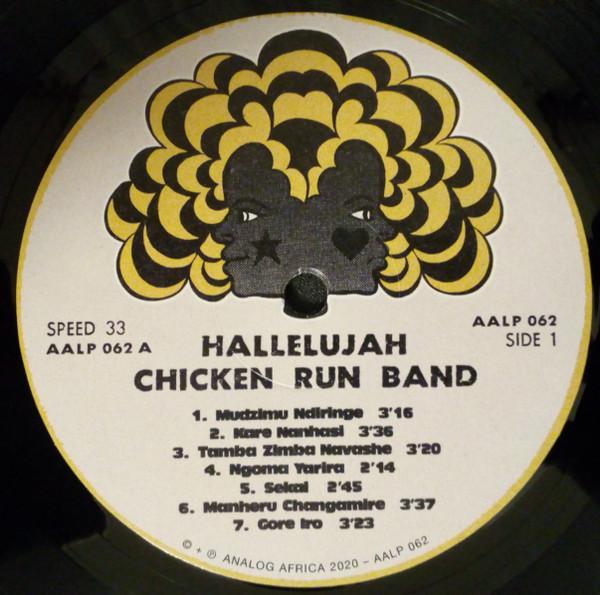 SPEED 33
AALP 062 A
AALP 062
SIDE 1
HALLELUJAH
CHICKEN RUN BAND
1. Mudzimu Ndiringe 3'16
2. Kare Nanhasi 3'36
3. Tamba Zimba Navashe 3'20
4. Ngoma Yarira 2'14
5. Sekai 2'45
6. Manheru Changamire 3'37
7. Gore Iro 3'23
© + ℗ ANALOG AFRICA 2020 - AALP 062